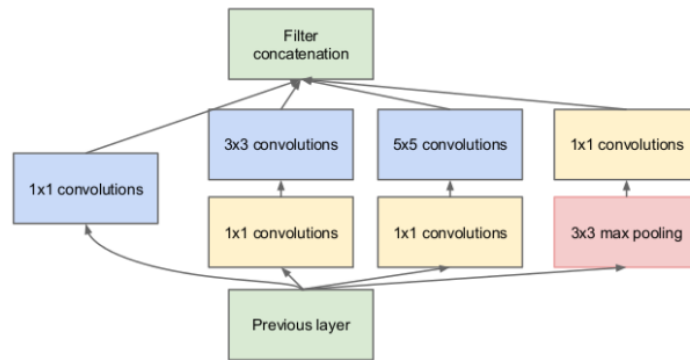 Filter
concatenation
3x3 convolutions
5x5 convolutions
1x1 convolutions
1x1 convolutions
1x1 convolutions
1x1 convolutions
3x3 max pooling
Previous layer